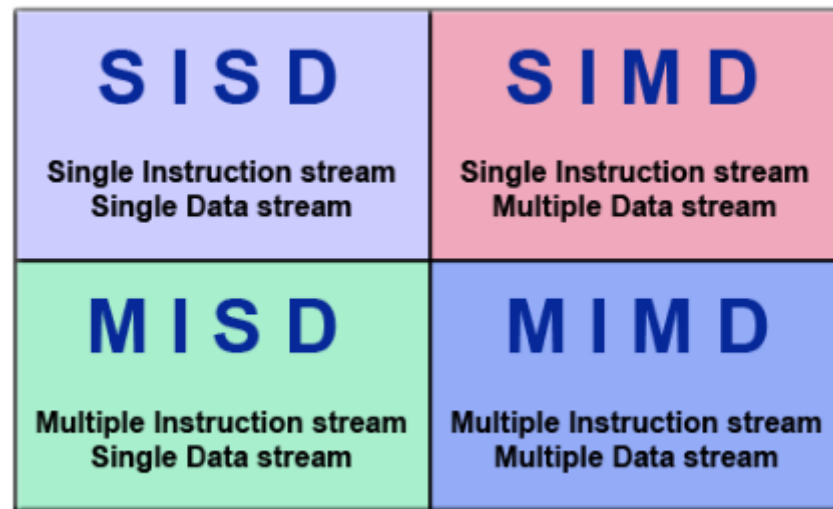 S I S D
Single Instruction stream
Single Data stream
S I M D
Single Instruction stream
Multiple Data stream
M I S D
Multiple Instruction stream
Single Data stream
M I M D
Multiple Instruction stream
Multiple Data stream